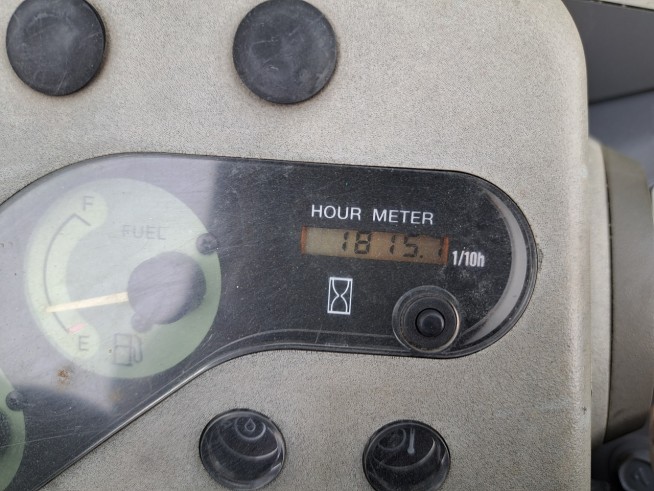 F
FUEL
E
HOUR METER
1815.1
1/10h